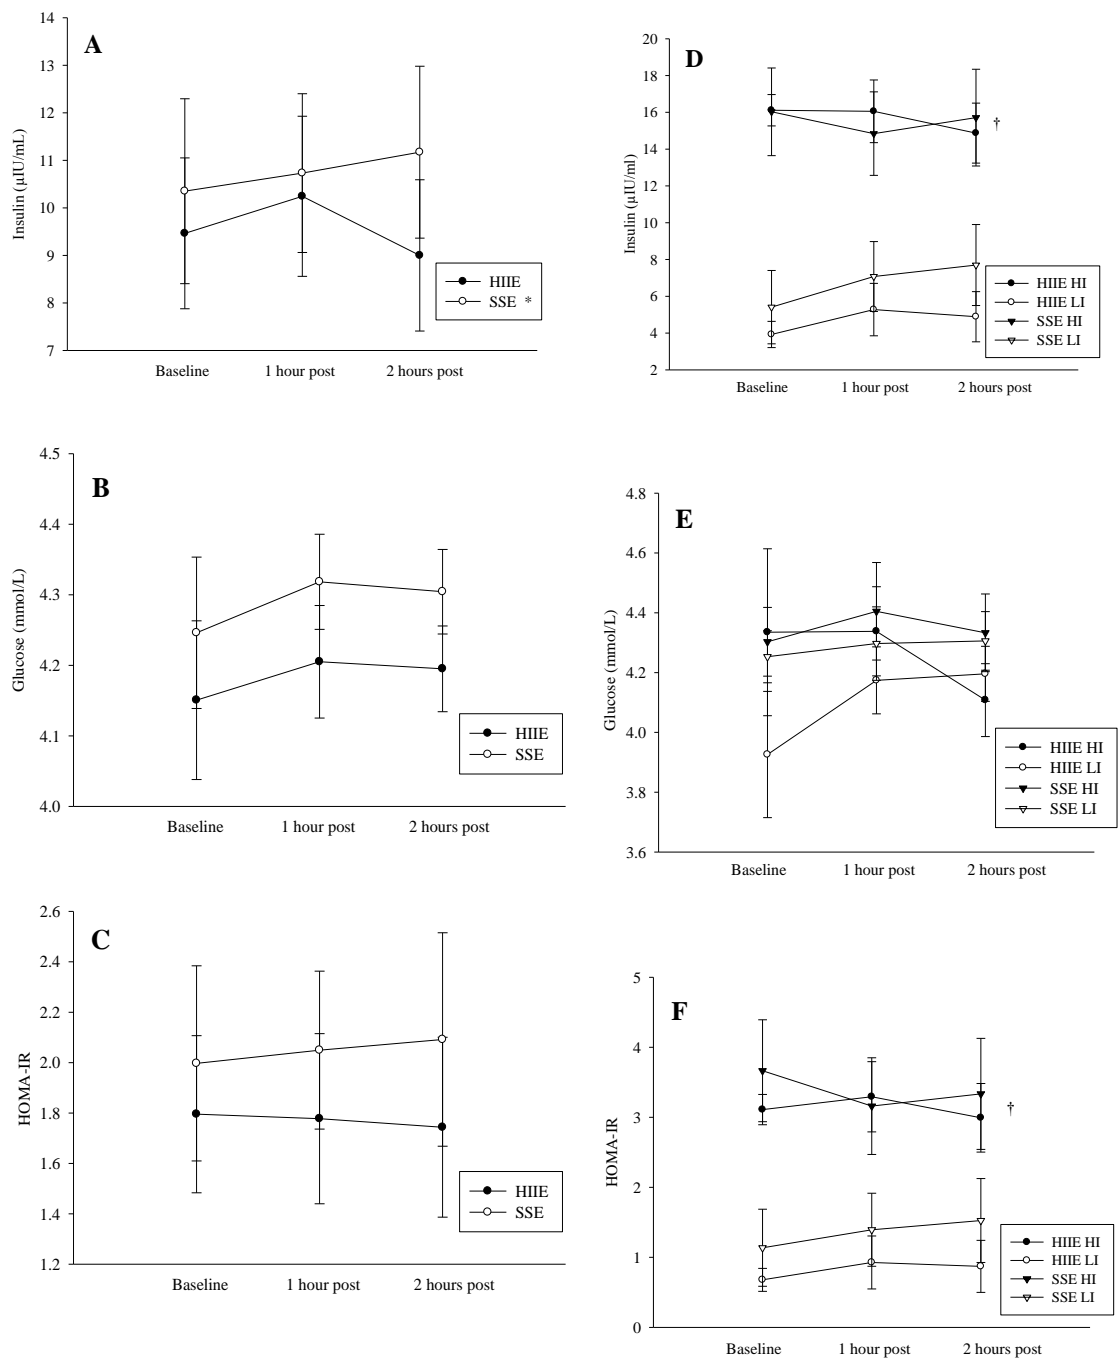 A
Insulin (µIU/mL)
14
13
12
11
10
9
8
7
Baseline
1 hour post
2 hours post
HIIE
SSE *
D
Insulin (µIU/ml)
20
18
16
14
12
10
8
6
4
2
†
Baseline
1 hour post
2 hours post
HIIE HI
HIIE LI
SSE HI
SSE LI
B
Glucose (mmol/L)
4.5
4.4
4.3
4.2
4.1
4.0
Baseline
1 hour post
2 hours post
HIIE
SSE
E
Glucose (mmol/L)
4.8
4.6
4.4
4.2
4.0
3.8
3.6
Baseline
1 hour post
2 hours post
HIIE HI
HIIE LI
SSE HI
SSE LI
C
HOMA-IR
2.6
2.4
2.2
2.0
1.8
1.6
1.4
1.2
Baseline
1 hour post
2 hours post
HIIE
SSE
F
HOMA-IR
5
4
3
2
1
0
†
Baseline
1 hour post
2 hours post
HIIE HI
HIIE LI
SSE HI
SSE LI